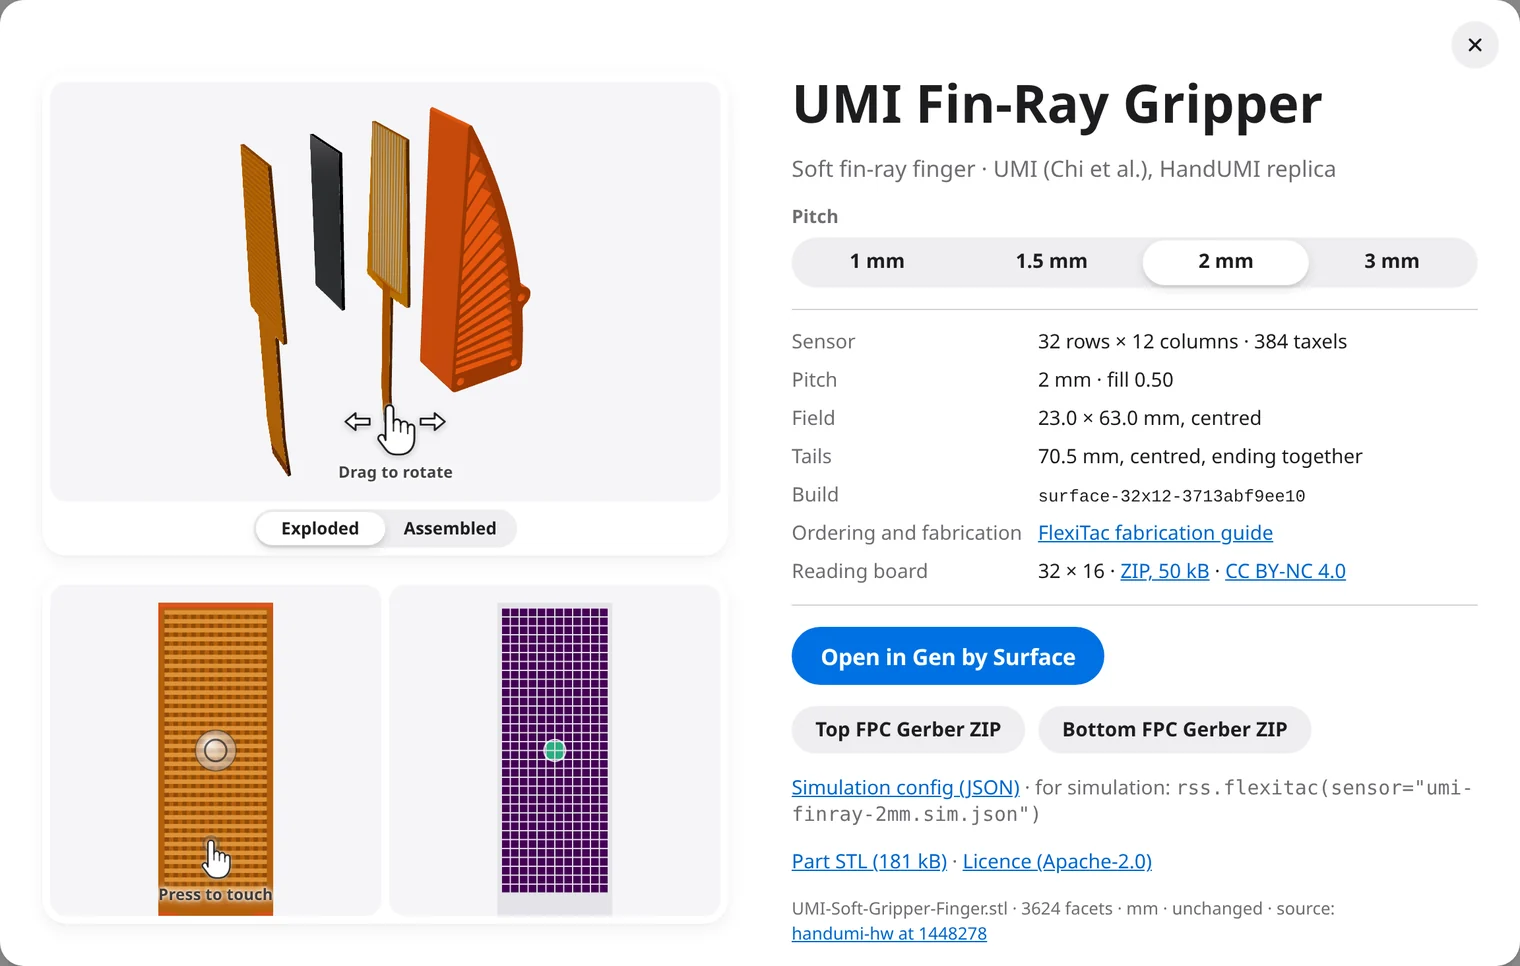 ✕
UMI Fin-Ray Gripper
Soft fin-ray finger · UMI (Chi et al.), HandUMI replica
Pitch
1 mm 1.5 mm 2 mm 3 mm
Sensor 32 rows × 12 columns · 384 taxels
Pitch 2 mm · fill 0.50
Field 23.0 × 63.0 mm, centred
Tails 70.5 mm, centred, ending together
Build surface-32x12-3713abf9ee10
Ordering and fabrication FlexiTac fabrication guide
Reading board 32 × 16 · ZIP, 50 kB · CC BY-NC 4.0
Open in Gen by Surface
Top FPC Gerber ZIP Bottom FPC Gerber ZIP
Simulation config (JSON) · for simulation: rss.flexitac(sensor="umi-
finray-2mm.sim.json")
Part STL (181 kB) · Licence (Apache-2.0)
UMI-Soft-Gripper-Finger.stl · 3624 facets · mm · unchanged · source:
handumi-hw at 1448278
Drag to rotate
Exploded Assembled
Press to touch